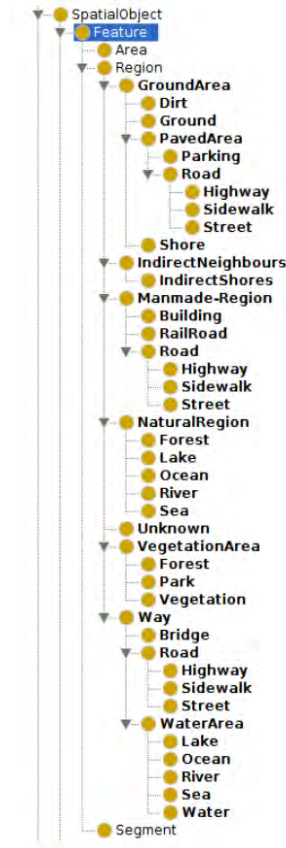 SpatialObject
Feature
Area
Region
GroundArea
Dirt
Ground
PavedArea
Parking
Road
Highway
Sidewalk
Street
Shore
IndirectNeighbours
IndirectShores
Manmade-Region
Building
RailRoad
Road
Highway
Sidewalk
Street
NaturalRegion
Forest
Lake
Ocean
River
Sea
Unknown
VegetationArea
Forest
Park
Vegetation
Way
Bridge
Road
Highway
Sidewalk
Street
WaterArea
Lake
Ocean
River
Sea
Water
Segment